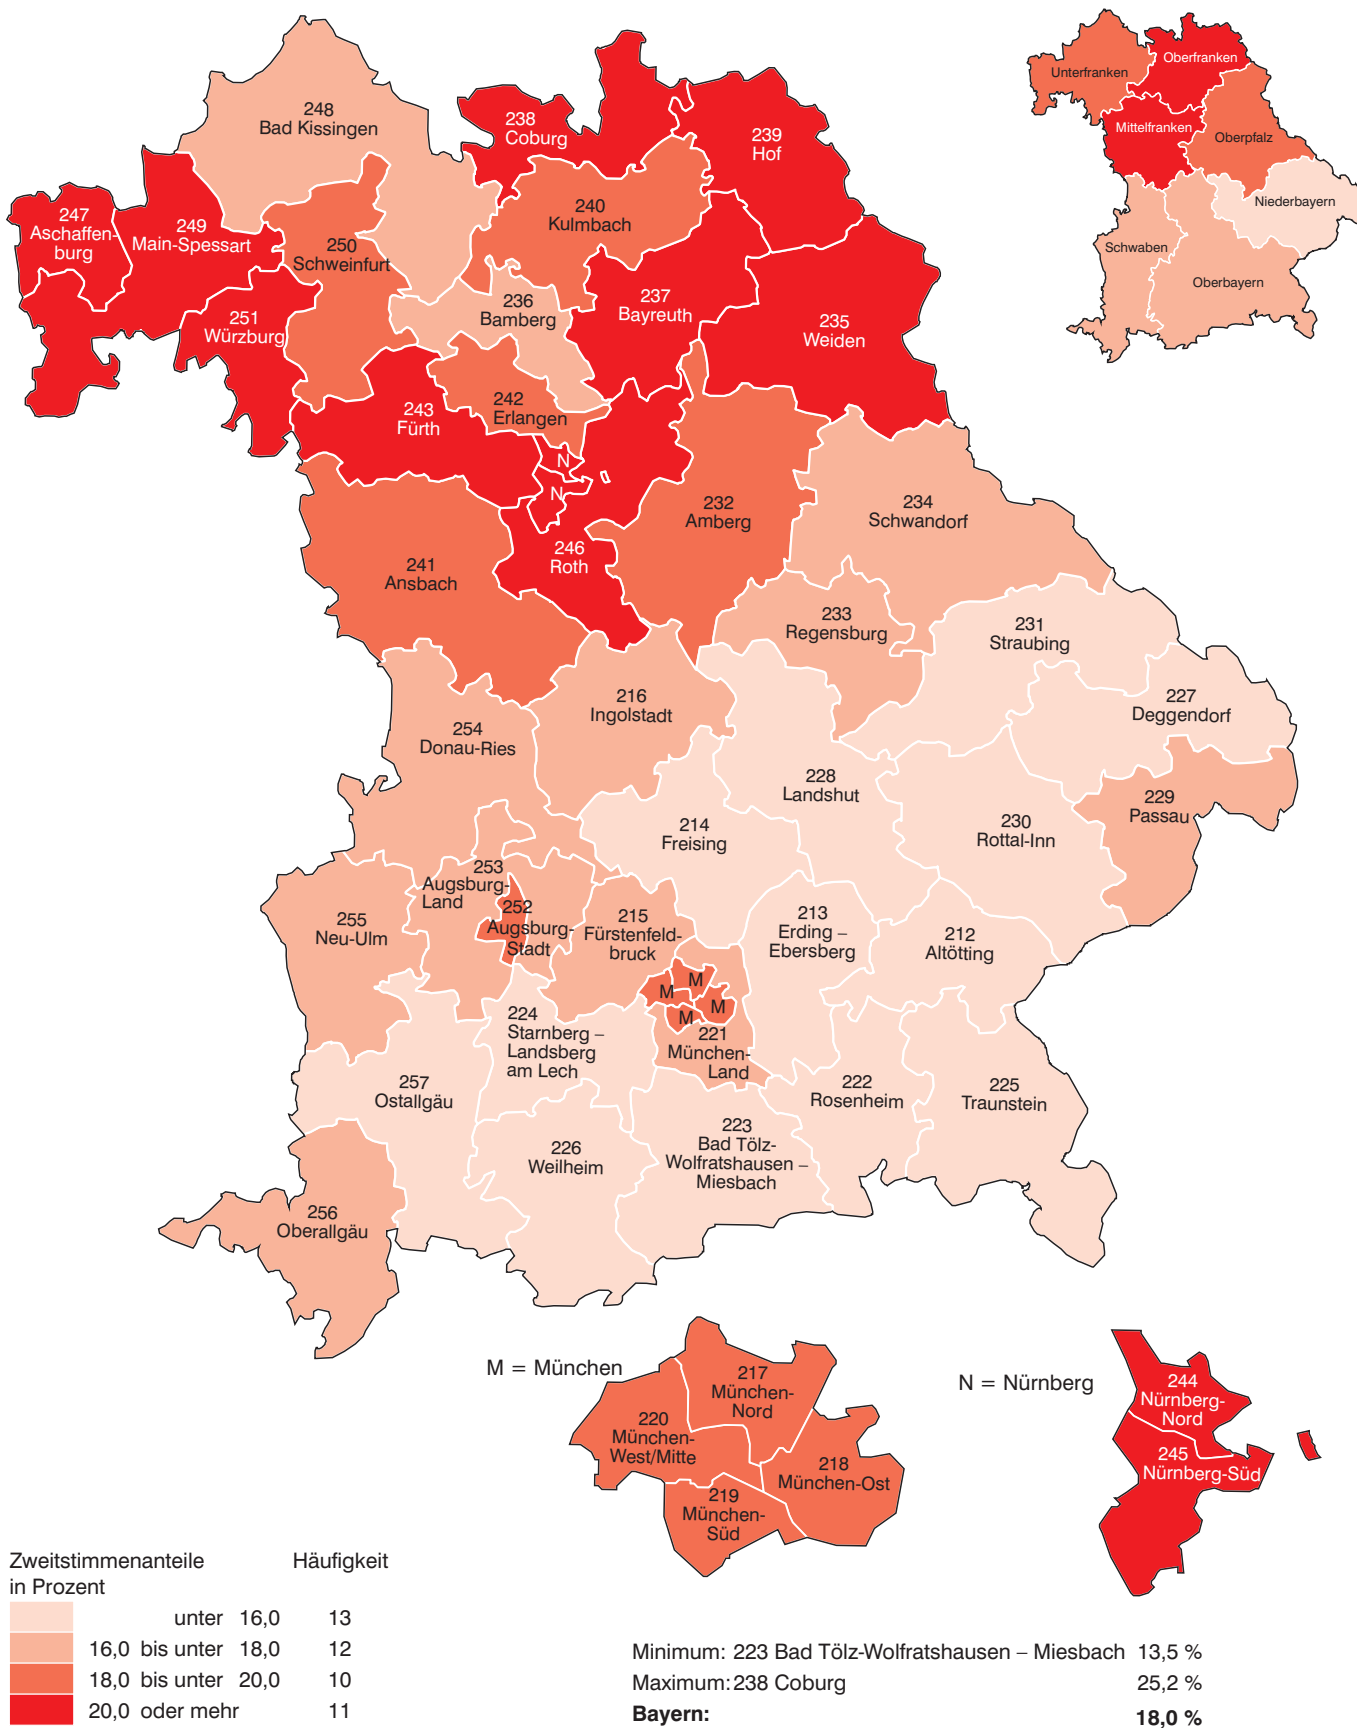 248
Bad Kissingen
238
Coburg
239
Hof
247
Aschaffen-
burg
249
Main-Spessart
250
Schweinfurt
240
Kulmbach
236
Bamberg
237
Bayreuth
235
Weiden
251
Würzburg
243
Fürth
242
Erlangen
N
N
246
Roth
232
Amberg
234
Schwandorf
241
Ansbach
233
Regensburg
231
Straubing
227
Deggendorf
216
Ingolstadt
254
Donau-Ries
228
Landshut
229
Passau
230
Rottal-Inn
214
Freising
253
Augsburg-
Land
252
Augsburg-
Stadt
255
Neu-Ulm
215
Fürstenfeld-
bruck
213
Erding –
Ebersberg
212
Altötting
M
M
M
M
221
München-
Land
224
Starnberg –
Landsberg
am Lech
257
Ostallgäu
222
Rosenheim
225
Traunstein
223
Bad Tölz-
Wolfratshausen –
Miesbach
226
Weilheim
256
Oberallgäu
Unterfranken
Oberfranken
Mittelfranken
Oberpfalz
Niederbayern
Schwaben
Oberbayern
M = München
217
München-
Nord
220
München-
West/Mitte
218
München-Ost
219
München-
Süd
N = Nürnberg
244
Nürnberg-
Nord
245
Nürnberg-Süd
Zweitstimmenanteile Häufigkeit
in Prozent
unter 16,0 13
16,0 bis unter 18,0 12
18,0 bis unter 20,0 10
20,0 oder mehr 11
Minimum: 223 Bad Tölz-Wolfratshausen – Miesbach 13,5 %
Maximum: 238 Coburg 25,2 %
Bayern: 18,0 %